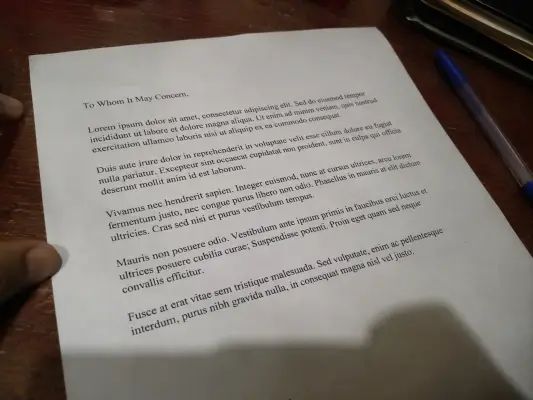 To Whom It May Concern,
Lorem ipsum dolor sit amet, consectetur adipiscing elit. Sed do eiusmod tempor
incididunt ut labore et dolore magna aliqua. Ut enim ad minim veniam, quis nostrud
exercitation ullamco laboris nisi ut aliquip ex ea commodo consequat.
Duis aute irure dolor in reprehenderit in voluptate velit esse cillum dolore eu fugiat
nulla pariatur. Excepteur sint occaecat cupidatat non proident, sunt in culpa qui officia
deserunt mollit anim id est laborum.
Vivamus nec hendrerit sapien. Integer euismod, nunc at cursus ultrices, arcu lorem
fermentum justo, nec congue purus libero non odio. Phasellus in mauris at elit dictum
ultricies. Cras sed nisi et purus vestibulum tempus.
Mauris non posuere odio. Vestibulum ante ipsum primis in faucibus orci luctus et
ultrices posuere cubilia curae; Suspendisse potenti. Proin eget quam sed neque
convallis efficitur.
Fusce at erat vitae sem tristique malesuada. Sed vulputate, enim ac pellentesque
interdum, purus nibh gravida nulla, in consequat magna nisl vel justo.